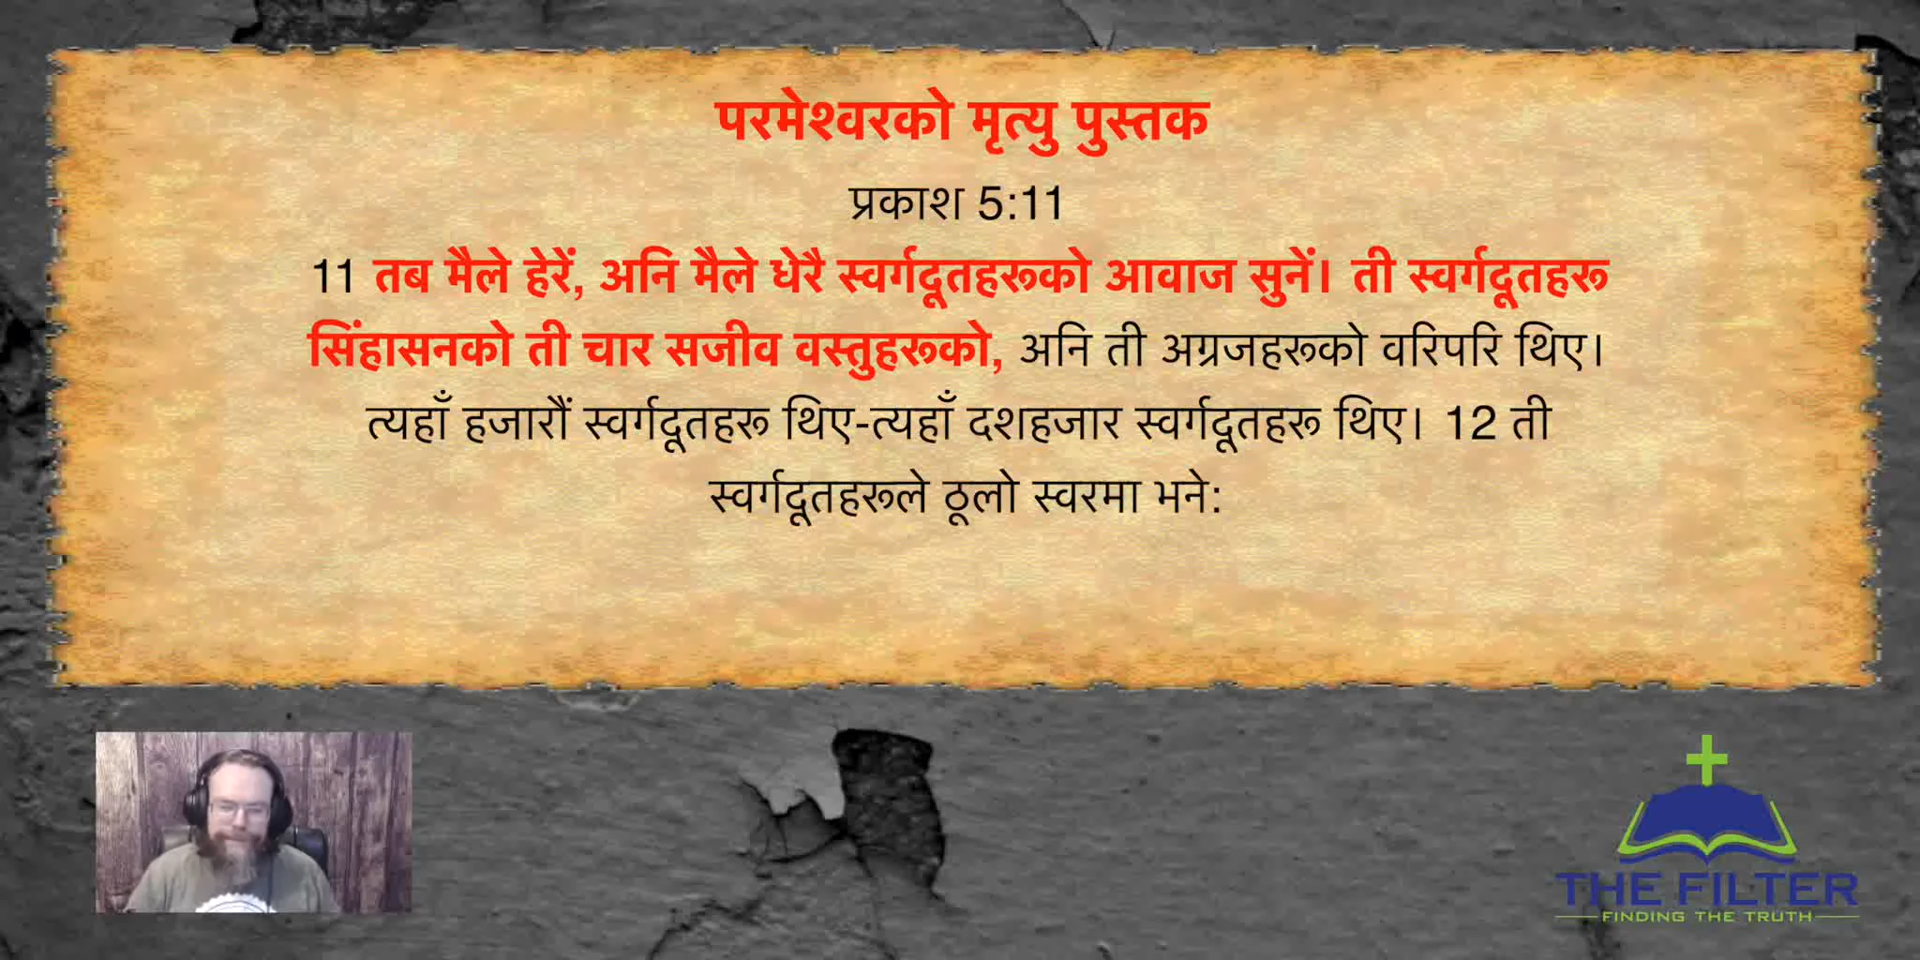 परमेश्वरको मृत्यु पुस्तक
प्रकाश 5:11
11 तब मैले हेरें, अनि मैले धेरै स्वर्गदूतहरूको आवाज सुनें। ती स्वर्गदूतहरू
सिंहासनको ती चार सजीव वस्तुहरूको, अनि ती अग्रजहरूको वरिपरि थिए।
त्यहाँ हजारौं स्वर्गदूतहरू थिए-त्यहाँ दशहजार स्वर्गदूतहरू थिए। 12 ती
स्वर्गदूतहरूले ठूलो स्वरमा भने:
THE FILTER
FINDING THE TRUTH